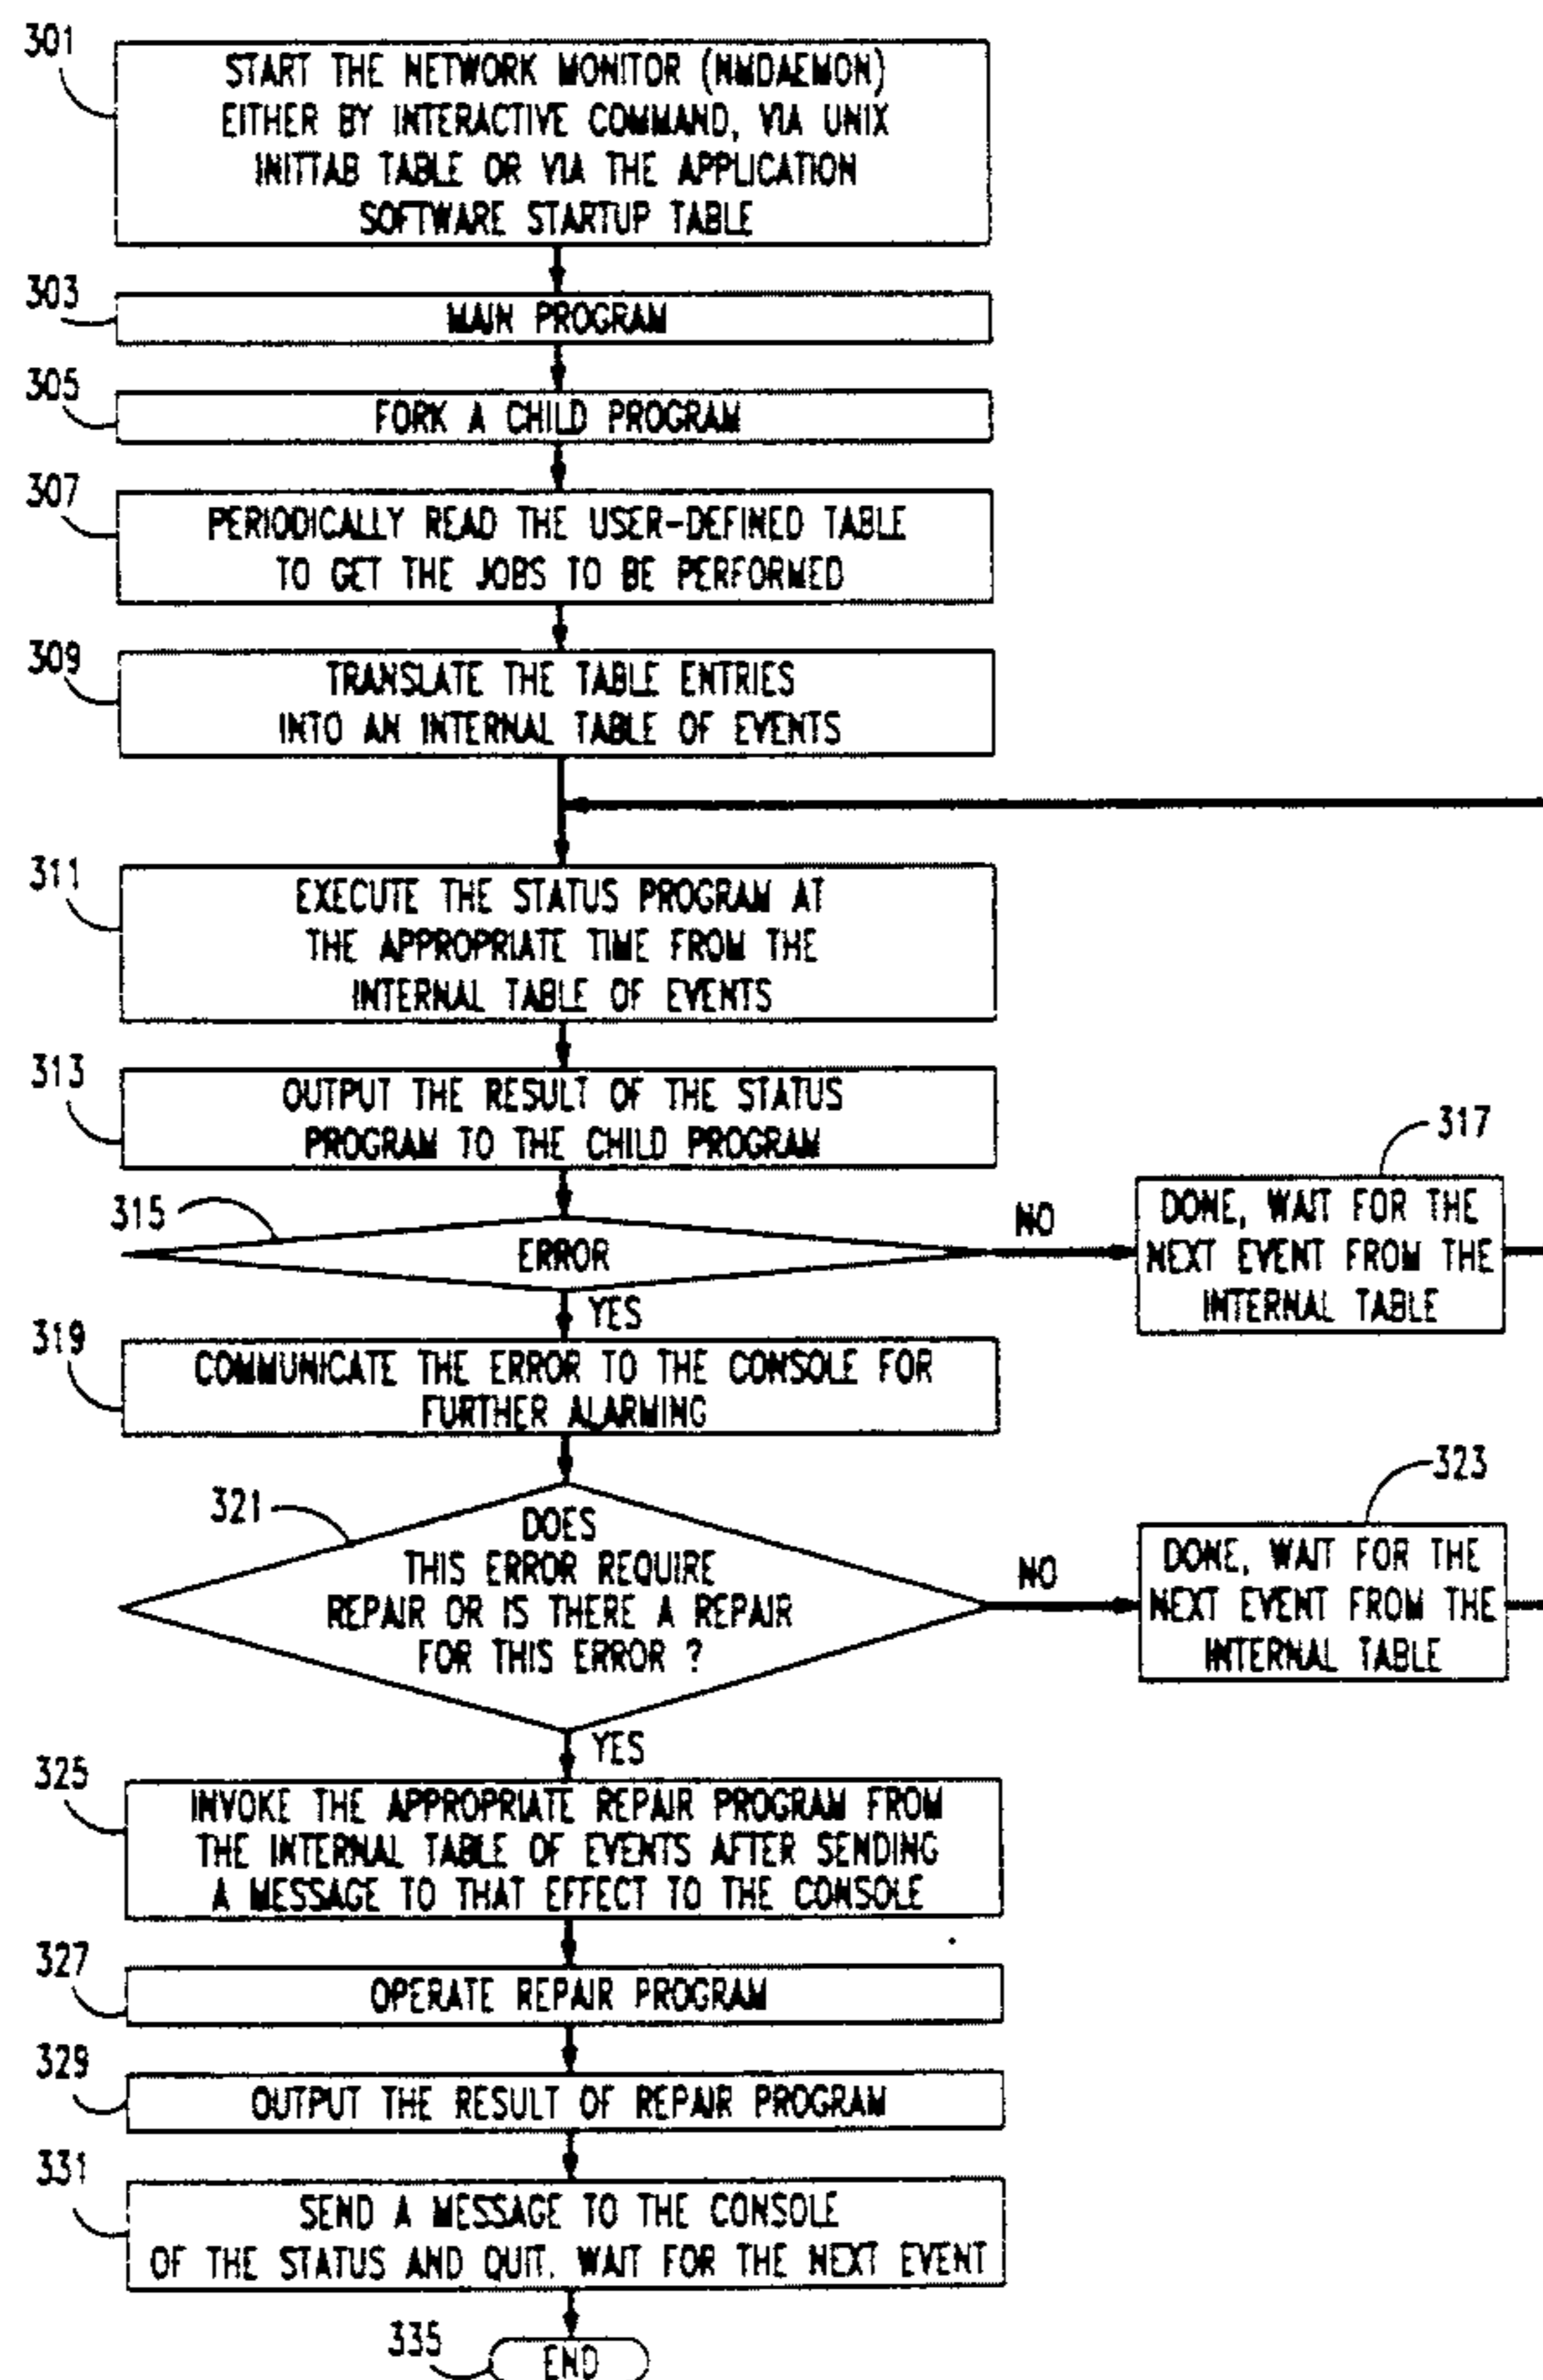 301
START THE NETWORK MONITOR (NMDAEMON)
EITHER BY INTERACTIVE COMMAND, VIA UNIX
INITTAB TABLE OR VIA THE APPLICATION
SOFTWARE STARTUP TABLE
303
MAIN PROGRAM
305
FORK A CHILD PROGRAM
307
PERIODICALLY READ THE USER-DEFINED TABLE
TO GET THE JOBS TO BE PERFORMED
309
TRANSLATE THE TABLE ENTRIES
INTO AN INTERNAL TABLE OF EVENTS
311
EXECUTE THE STATUS PROGRAM AT
THE APPROPRIATE TIME FROM THE
INTERNAL TABLE OF EVENTS
313
OUTPUT THE RESULT OF THE STATUS
PROGRAM TO THE CHILD PROGRAM
315
ERROR
NO
317
DONE, WAIT FOR THE
NEXT EVENT FROM THE
INTERNAL TABLE
YES
319
COMMUNICATE THE ERROR TO THE CONSOLE FOR
FURTHER ALARMING
321
DOES
THIS ERROR REQUIRE
REPAIR OR IS THERE A REPAIR
FOR THIS ERROR ?
NO
323
DONE, WAIT FOR THE
NEXT EVENT FROM THE
INTERNAL TABLE
YES
325
INVOKE THE APPROPRIATE REPAIR PROGRAM FROM
THE INTERNAL TABLE OF EVENTS AFTER SENDING
A MESSAGE TO THAT EFFECT TO THE CONSOLE
327
OPERATE REPAIR PROGRAM
329
OUTPUT THE RESULT OF REPAIR PROGRAM
331
SEND A MESSAGE TO THE CONSOLE
OF THE STATUS AND QUIT. WAIT FOR THE NEXT EVENT
335
END